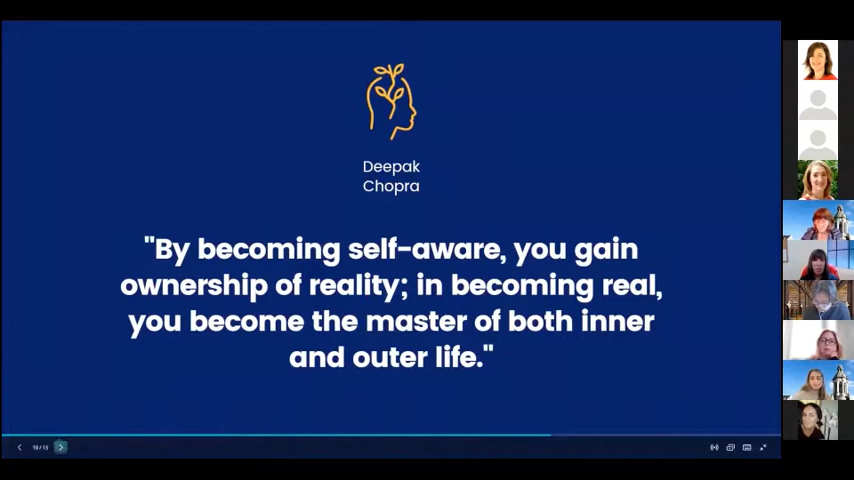 Deepak
Chopra
"By becoming self-aware, you gain
ownership of reality; in becoming real,
you become the master of both inner
and outer life."